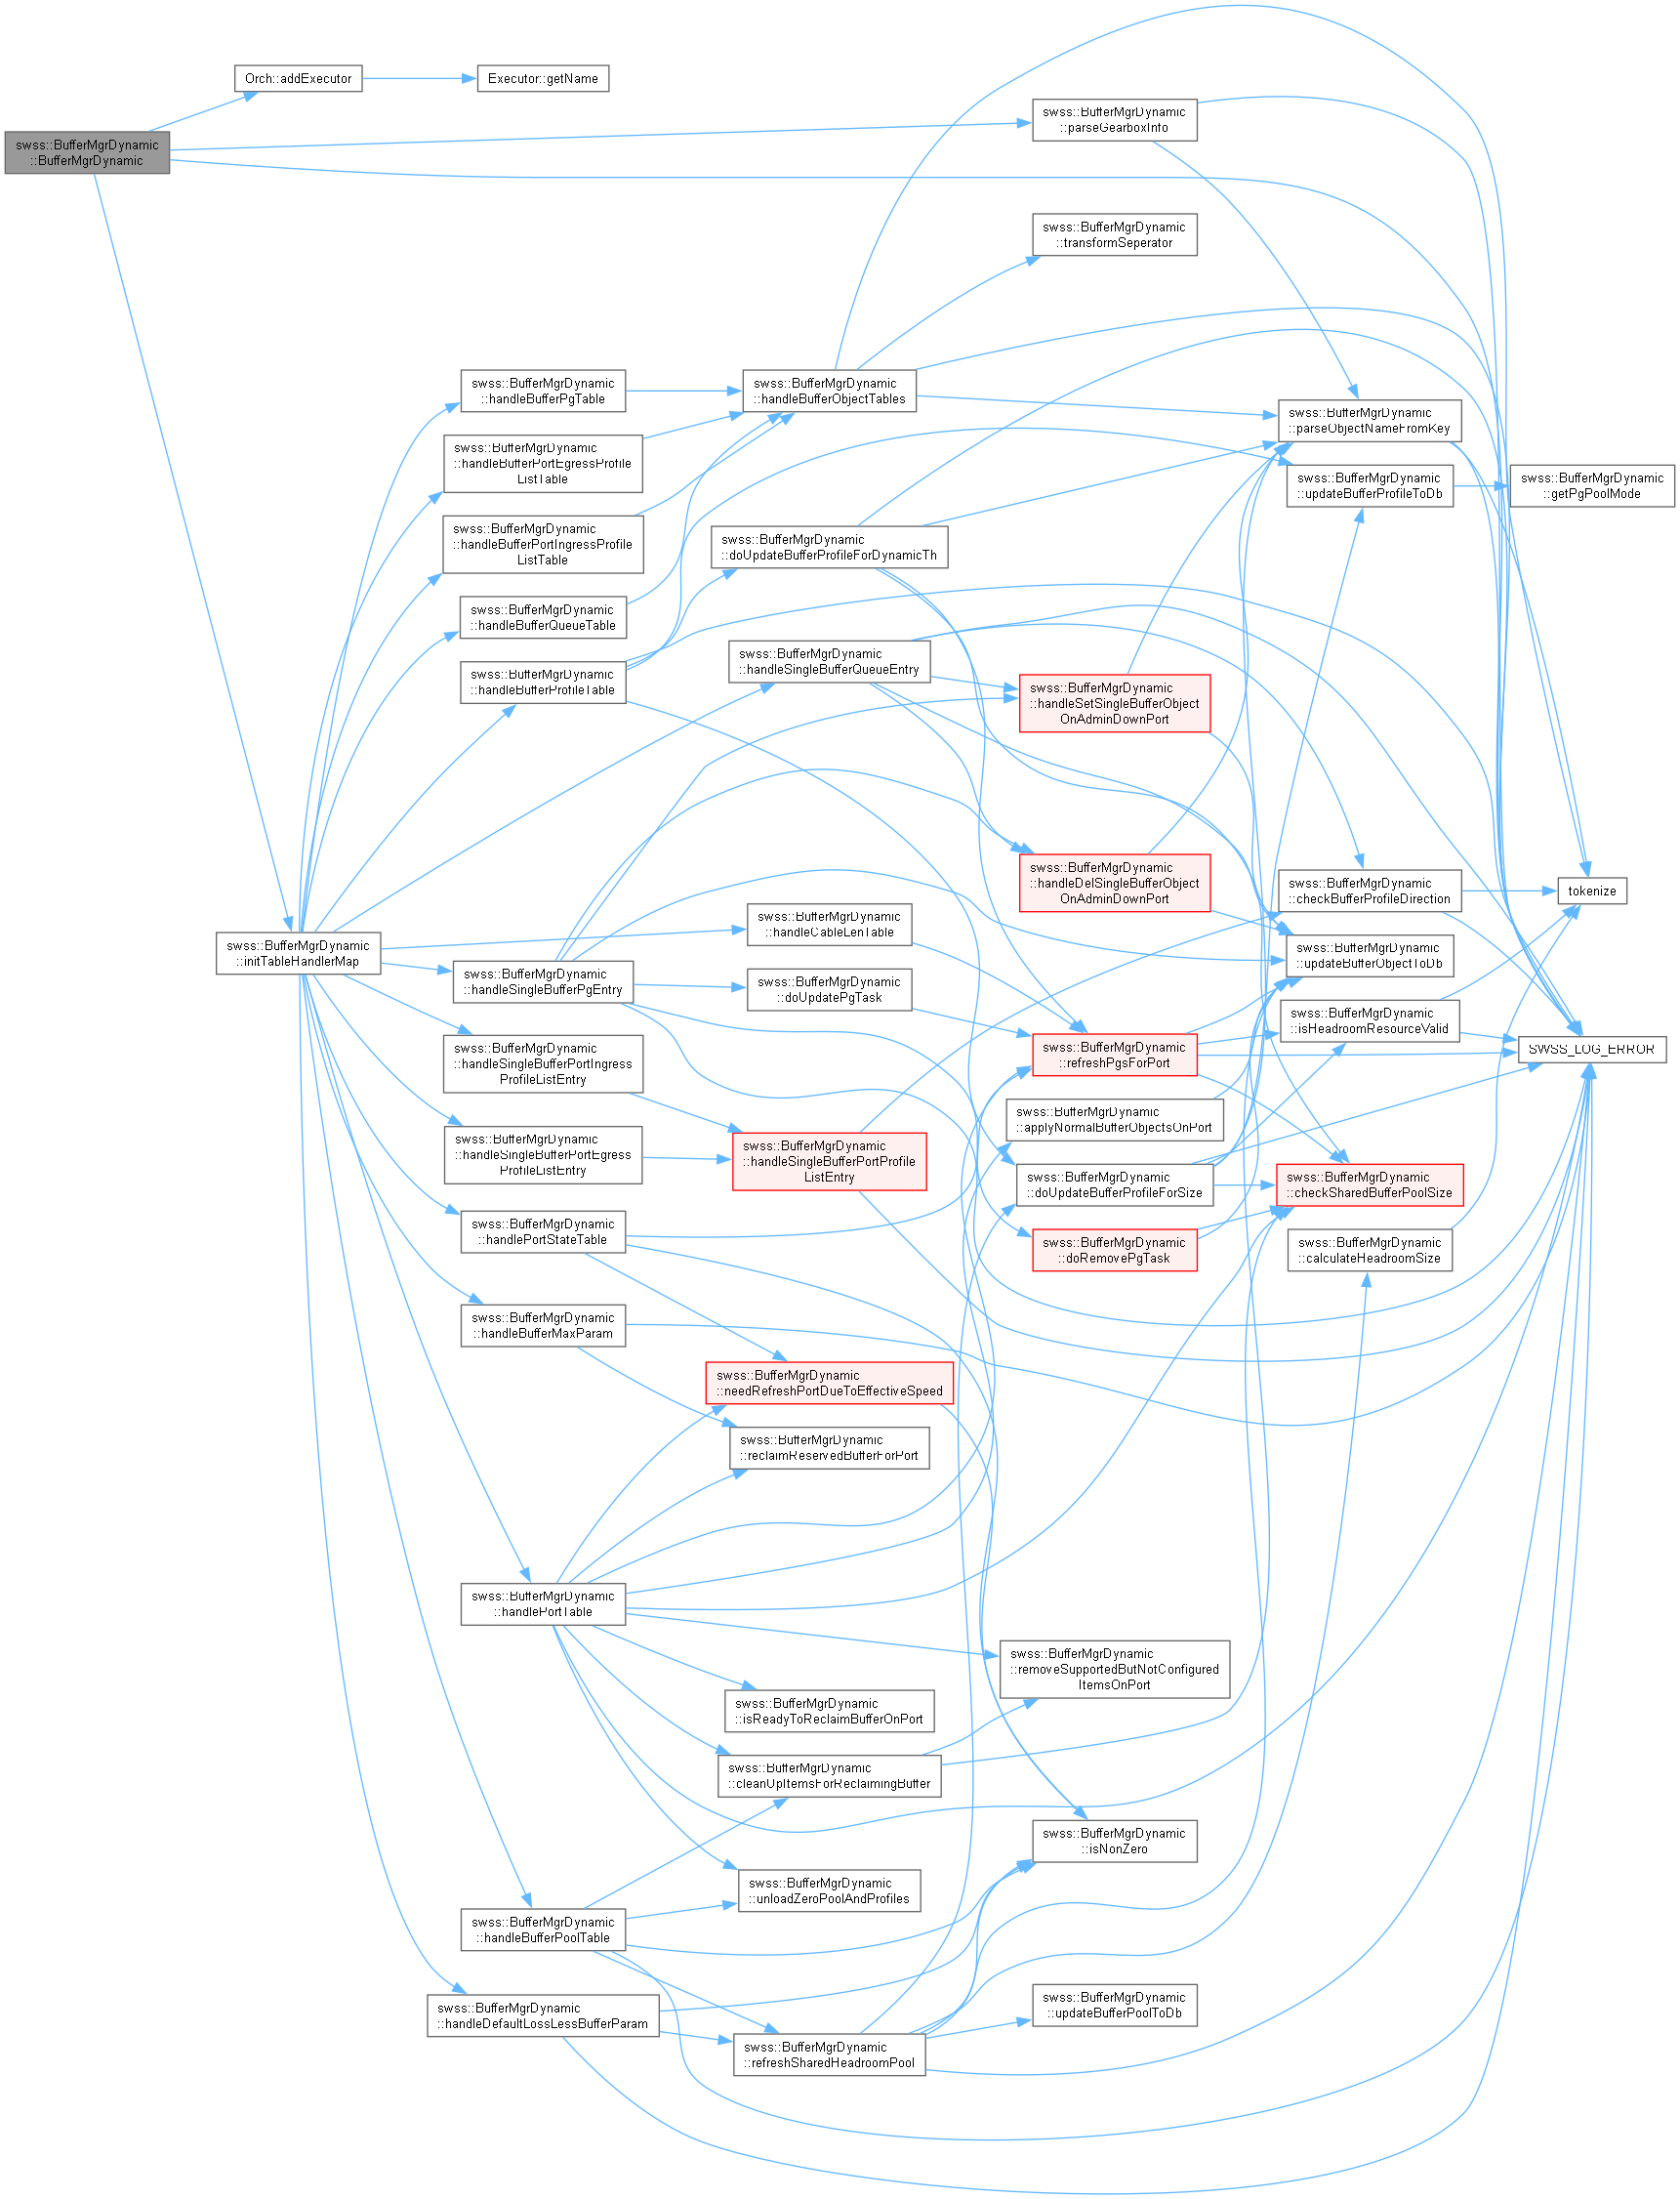 swss::BufferMgrDynamic
::BufferMgrDynamic
Orch::addExecutor
Executor::getName
swss::BufferMgrDynamic
::parseGearboxInfo
swss::BufferMgrDynamic
::transformSeperator
swss::BufferMgrDynamic
::handleBufferPgTable
swss::BufferMgrDynamic
::handleBufferObjectTables
swss::BufferMgrDynamic
::parseObjectNameFromKey
swss::BufferMgrDynamic
::handleBufferPortEgressProfile
ListTable
swss::BufferMgrDynamic
::updateBufferProfileToDb
swss::BufferMgrDynamic
::getPgPoolMode
swss::BufferMgrDynamic
::handleBufferPortIngressProfile
ListTable
swss::BufferMgrDynamic
::doUpdateBufferProfileForDynamicTh
swss::BufferMgrDynamic
::handleBufferQueueTable
swss::BufferMgrDynamic
::handleBufferProfileTable
swss::BufferMgrDynamic
::handleSingleBufferQueueEntry
swss::BufferMgrDynamic
::handleSetSingleBufferObject
OnAdminDownPort
swss::BufferMgrDynamic
::handleDelSingleBufferObject
OnAdminDownPort
swss::BufferMgrDynamic
::checkBufferProfileDirection
tokenize
swss::BufferMgrDynamic
::initTableHandlerMap
swss::BufferMgrDynamic
::handleCableLenTable
swss::BufferMgrDynamic
::updateBufferObjectToDb
swss::BufferMgrDynamic
::handleSingleBufferPgEntry
swss::BufferMgrDynamic
::doUpdatePgTask
swss::BufferMgrDynamic
::isHeadroomResourceValid
SWSS_LOG_ERROR
swss::BufferMgrDynamic
::handleSingleBufferPortIngress
ProfileListEntry
swss::BufferMgrDynamic
::refreshPgsForPort
swss::BufferMgrDynamic
::applyNormalBufferObjectsOnPort
swss::BufferMgrDynamic
::handleSingleBufferPortEgress
ProfileListEntry
swss::BufferMgrDynamic
::handleSingleBufferPortProfile
ListEntry
swss::BufferMgrDynamic
::doUpdateBufferProfileForSize
swss::BufferMgrDynamic
::checkSharedBufferPoolSize
swss::BufferMgrDynamic
::handlePortStateTable
swss::BufferMgrDynamic
::doRemovePgTask
swss::BufferMgrDynamic
::calculateHeadroomSize
swss::BufferMgrDynamic
::handleBufferMaxParam
swss::BufferMgrDynamic
::needRefreshPortDueToEffectiveSpeed
swss::BufferMgrDynamic
::reclaimReservedBufferForPort
swss::BufferMgrDynamic
::handlePortTable
swss::BufferMgrDynamic
::removeSupportedButNotConfigured
ItemsOnPort
swss::BufferMgrDynamic
::isReadyToReclaimBufferOnPort
swss::BufferMgrDynamic
::cleanUpItemsForReclaimingBuffer
swss::BufferMgrDynamic
::isNonZero
swss::BufferMgrDynamic
::unloadZeroPoolAndProfiles
swss::BufferMgrDynamic
::handleBufferPoolTable
swss::BufferMgrDynamic
::handleDefaultLossLessBufferParam
swss::BufferMgrDynamic
::updateBufferPoolToDb
swss::BufferMgrDynamic
::refreshSharedHeadroomPool